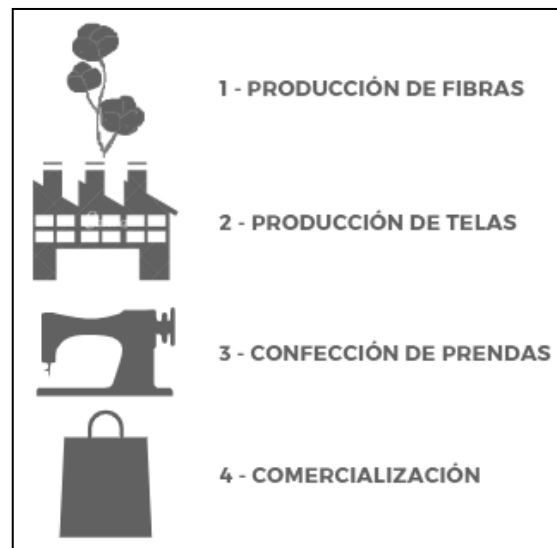 1 - PRODUCCIÓN DE FIBRAS
2 - PRODUCCIÓN DE TELAS
3 - CONFECCIÓN DE PRENDAS
4 - COMERCIALIZACIÓN